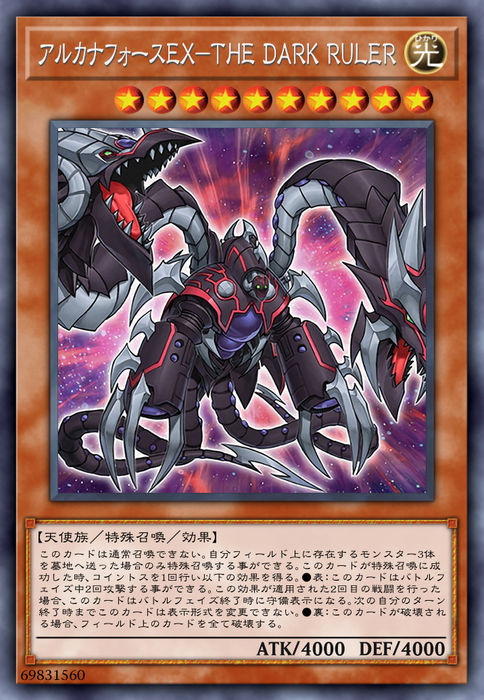 アルカナフォースEX－THE DARK RULER
光
ひかり
【天使族／特殊召喚／効果】
このカードは通常召喚できない。自分フィールド上に存在するモンスター3体
を墓地へ送った場合のみ特殊召喚する事ができる。このカードが特殊召喚に成
功した時、コイントスを1回行い以下の効果を得る。●表：このカードはバトルフ
ェイズ中2回攻撃する事ができる。この効果が適用された2回目の戦闘を行った
場合、このカードはバトルフェイズ終了時に守備表示になる。次の自分のターン
終了時までこのカードは表示形式を変更できない。●裏：このカードが破壊され
る場合、フィールド上のカードを全て破壊する。
ATK/4000 DEF/4000
69831560